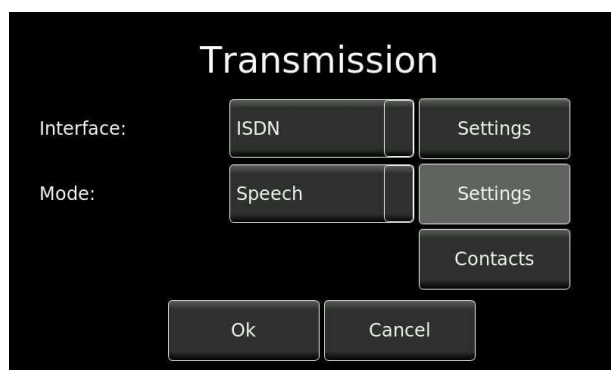 Transmission
Interface: ISDN Settings
Mode: Speech Settings
Contacts
Ok Cancel